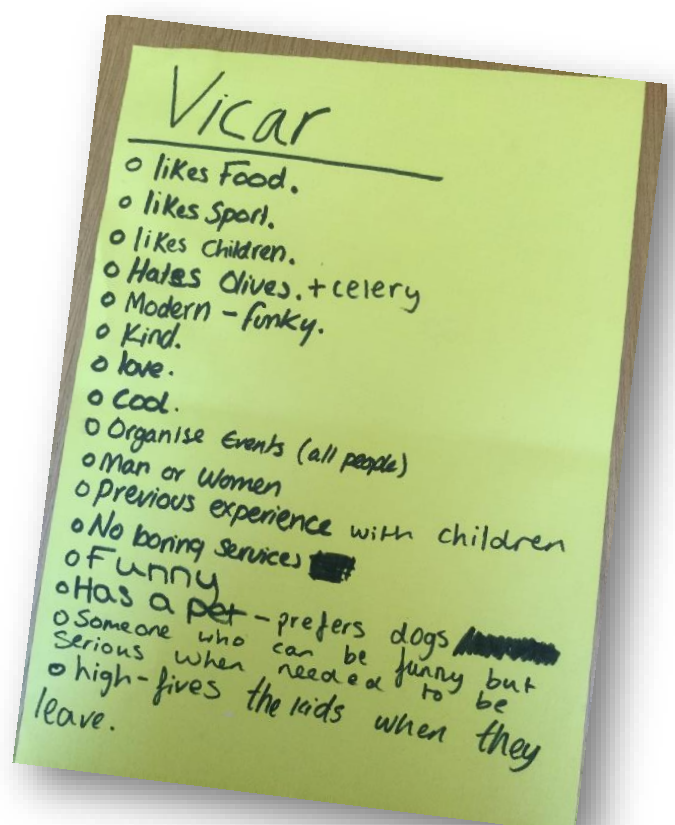 Vicar
o likes Food.
o likes Sport.
o likes Children.
o Hates Olives. + celery
o Modern - funky.
o Kind.
o love.
o Cool.
o Organise Events (all people)
o Man or Women
o Previous experience with children
o No boring services
o Funny
o Has a pet - prefers dogs
o Someone who can be funny but
serious when needed to be
o high-fives the kids when they
leave.